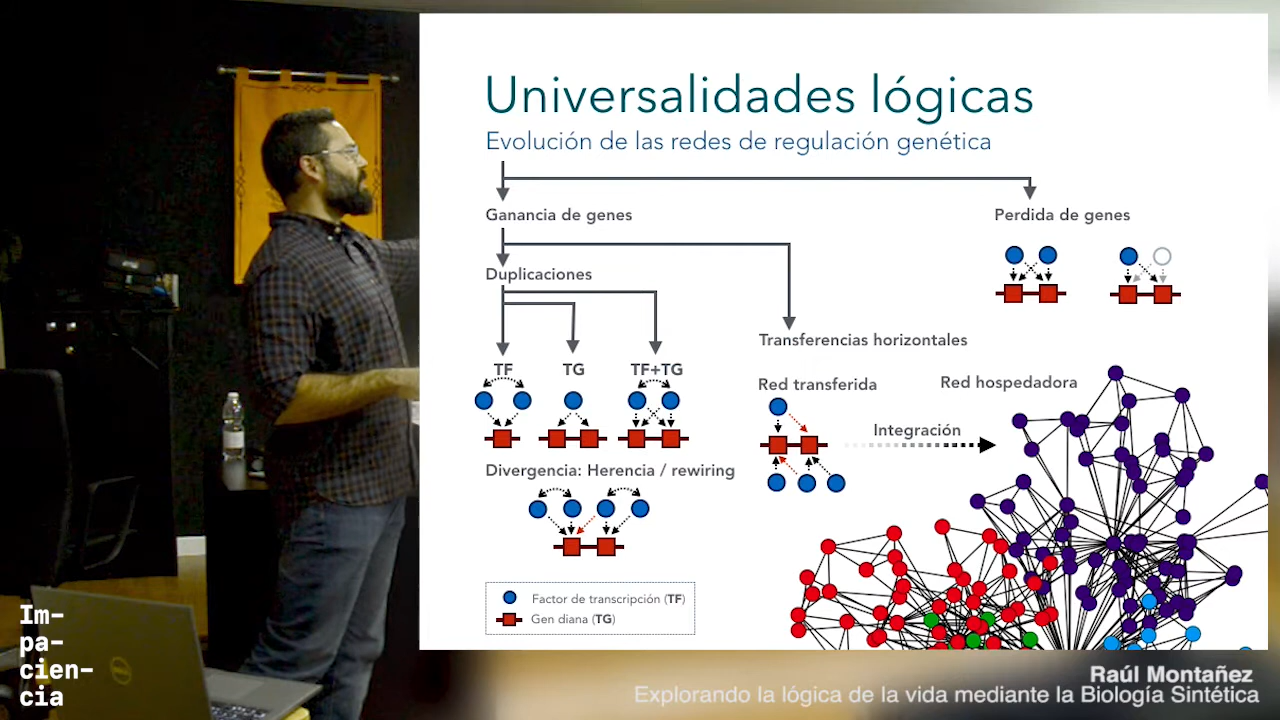 Universalidades lógicas
Evolución de las redes de regulación genética
Ganancia de genes
Perdida de genes
Duplicaciones
Transferencias horizontales
TF
TG
TF+TG
Red transferida
Red hospedadora
Integración
Divergencia: Herencia / rewiring
Factor de transcripción (TF)
Gen diana (TG)
Im-
pa-
cien-
cia
Raúl Montañez
Explorando la lógica de la vida mediante la Biología Sintética